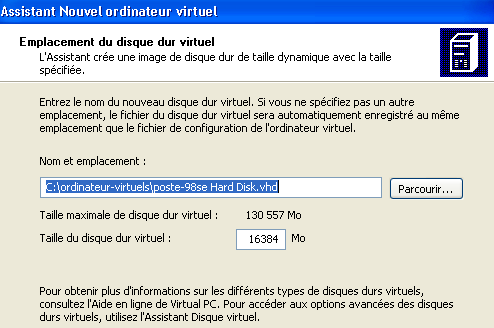 Assistant Nouvel ordinateur virtuel
Emplacement du disque dur virtuel
L'Assistant crée une image de disque dur de taille dynamique avec la taille
spécifiée.
Entrez le nom du nouveau disque dur virtuel. Si vous ne spécifiez pas un autre
emplacement, le fichier du disque dur virtuel sera automatiquement enregistré au même
emplacement que le fichier de configuration de l'ordinateur virtuel.
Nom et emplacement :
C:\ordinateur-virtuels\poste-98se Hard Disk.vhd
Parcourir...
Taille maximale de disque dur virtuel : 130 557 Mo
Taille du disque dur virtuel : 16384 Mo
Pour obtenir plus d'informations sur les différents types de disques durs virtuels,
consultez l'Aide en ligne de Virtual PC. Pour accéder aux options avancées des disques
durs virtuels, utilisez l'Assistant Disque virtuel.